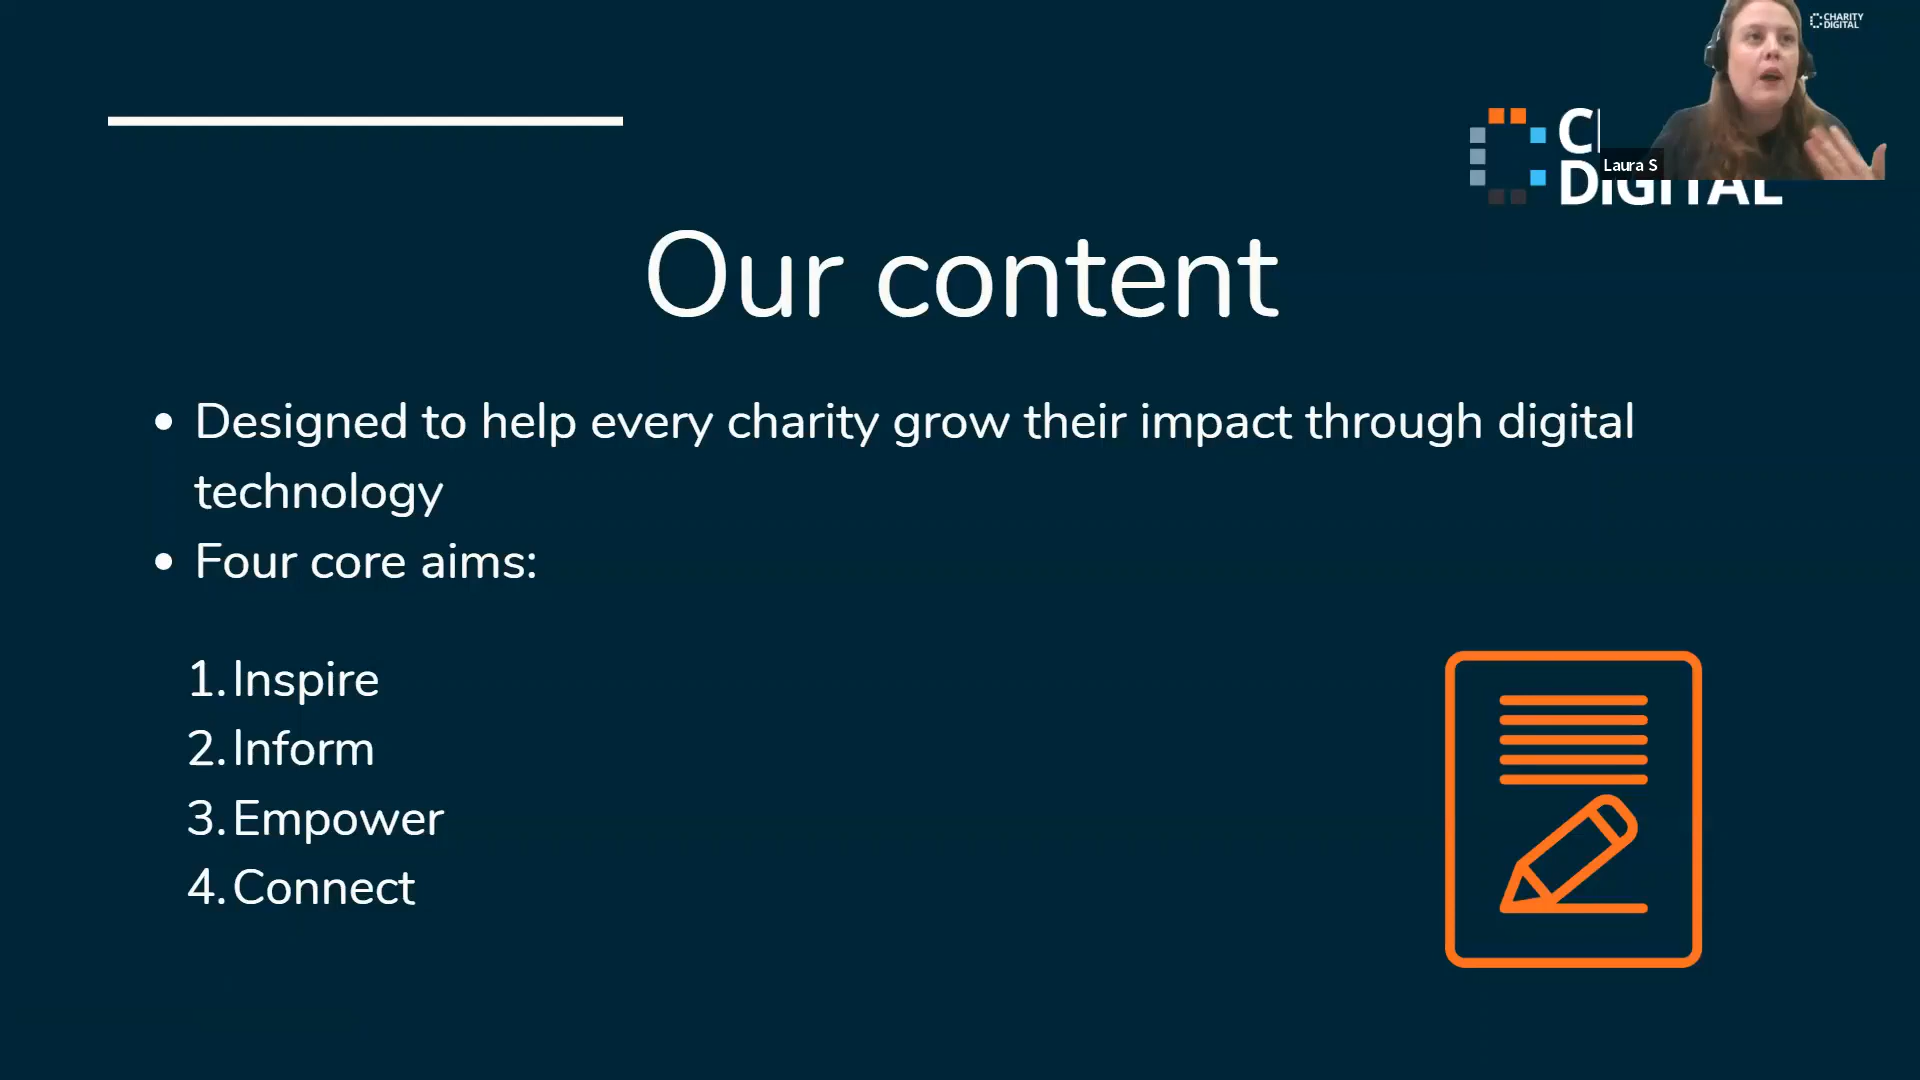 CHARITY
DIGITAL
C
DIGITAL
Laura S
Our content
• Designed to help every charity grow their impact through digital
technology
• Four core aims:
1. Inspire
2. Inform
3. Empower
4. Connect